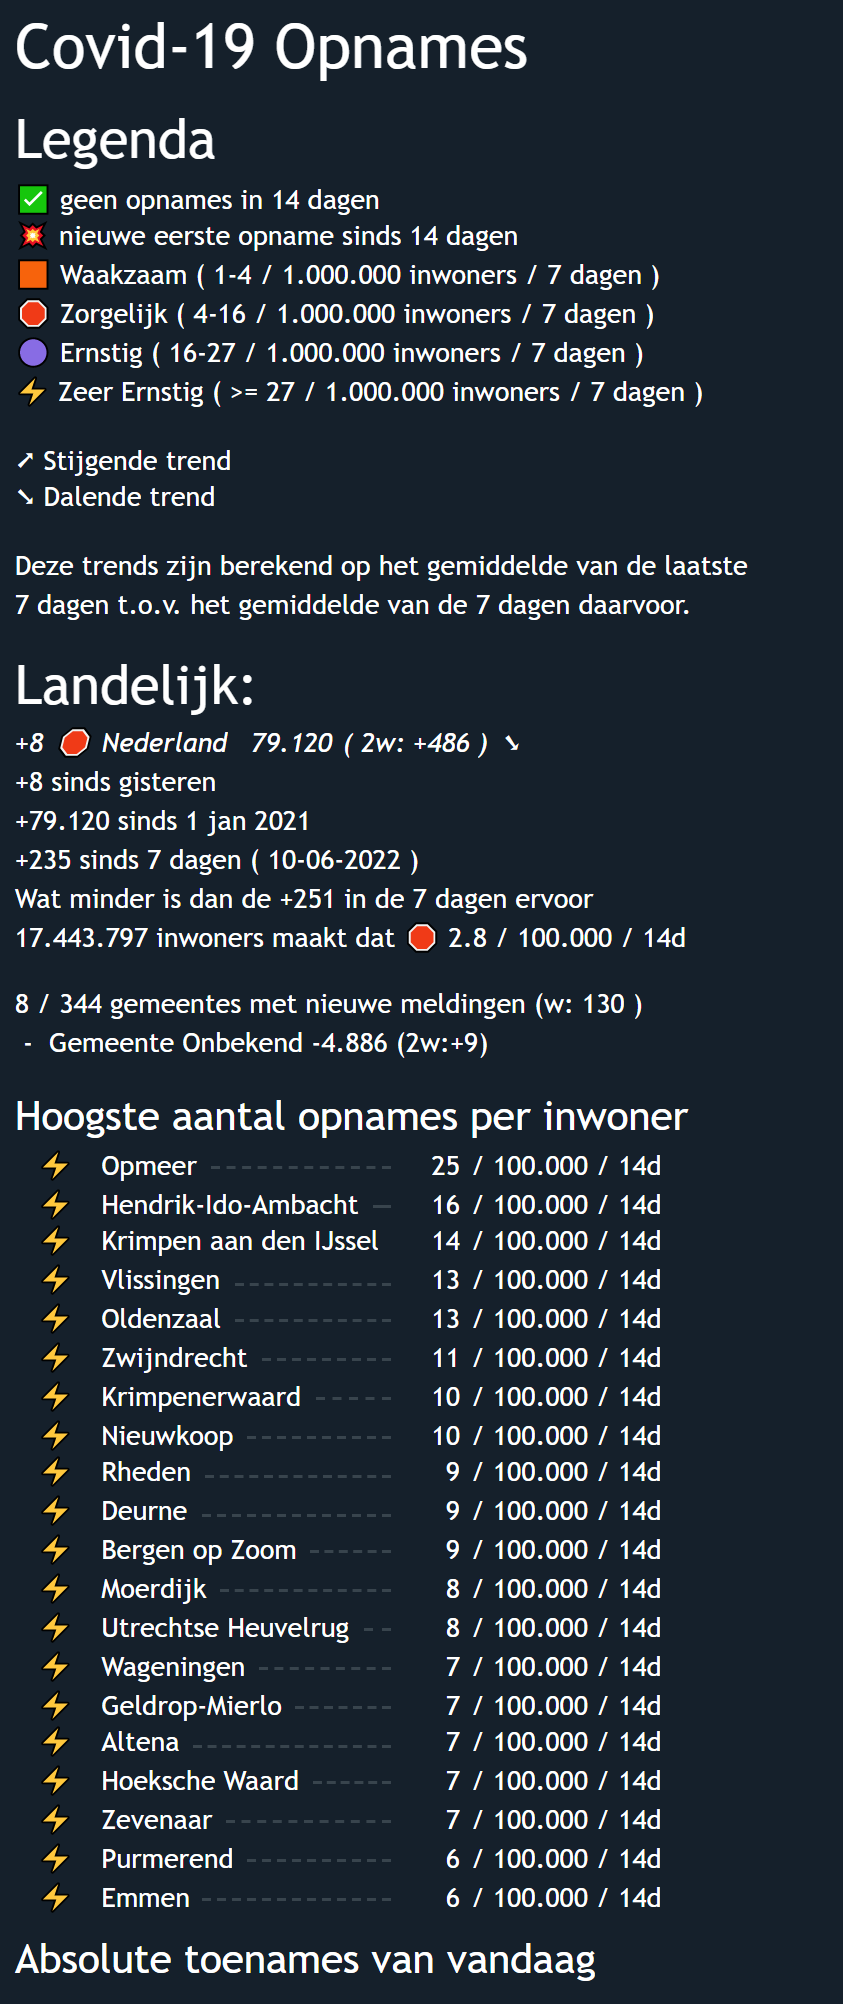 Covid-19 Opnames
Legenda
✅ geen opnames in 14 dagen
💥 nieuwe eerste opname sinds 14 dagen
🟧 Waakzaam ( 1-4 / 1.000.000 inwoners / 7 dagen )
🛑 Zorgelijk ( 4-16 / 1.000.000 inwoners / 7 dagen )
🟣 Ernstig ( 16-27 / 1.000.000 inwoners / 7 dagen )
⚡ Zeer Ernstig ( >= 27 / 1.000.000 inwoners / 7 dagen )
➚ Stijgende trend
➘ Dalende trend
Deze trends zijn berekend op het gemiddelde van de laatste
7 dagen t.o.v. het gemiddelde van de 7 dagen daarvoor.
Landelijk:
+8 🛑 Nederland 79.120 ( 2w: +486 ) ➘
+8 sinds gisteren
+79.120 sinds 1 jan 2021
+235 sinds 7 dagen ( 10-06-2022 )
Wat minder is dan de +251 in de 7 dagen ervoor
17.443.797 inwoners maakt dat 🛑 2.8 / 100.000 / 14d
8 / 344 gemeentes met nieuwe meldingen (w: 130 )
- Gemeente Onbekend -4.886 (2w:+9)
Hoogste aantal opnames per inwoner
⚡ Opmeer 25 / 100.000 / 14d
⚡ Hendrik-Ido-Ambacht 16 / 100.000 / 14d
⚡ Krimpen aan den IJssel 14 / 100.000 / 14d
⚡ Vlissingen 13 / 100.000 / 14d
⚡ Oldenzaal 13 / 100.000 / 14d
⚡ Zwijndrecht 11 / 100.000 / 14d
⚡ Krimpenerwaard 10 / 100.000 / 14d
⚡ Nieuwkoop 10 / 100.000 / 14d
⚡ Rheden 9 / 100.000 / 14d
⚡ Deurne 9 / 100.000 / 14d
⚡ Bergen op Zoom 9 / 100.000 / 14d
⚡ Moerdijk 8 / 100.000 / 14d
⚡ Utrechtse Heuvelrug 8 / 100.000 / 14d
⚡ Wageningen 7 / 100.000 / 14d
⚡ Geldrop-Mierlo 7 / 100.000 / 14d
⚡ Altena 7 / 100.000 / 14d
⚡ Hoeksche Waard 7 / 100.000 / 14d
⚡ Zevenaar 7 / 100.000 / 14d
⚡ Purmerend 6 / 100.000 / 14d
⚡ Emmen 6 / 100.000 / 14d
Absolute toenames van vandaag